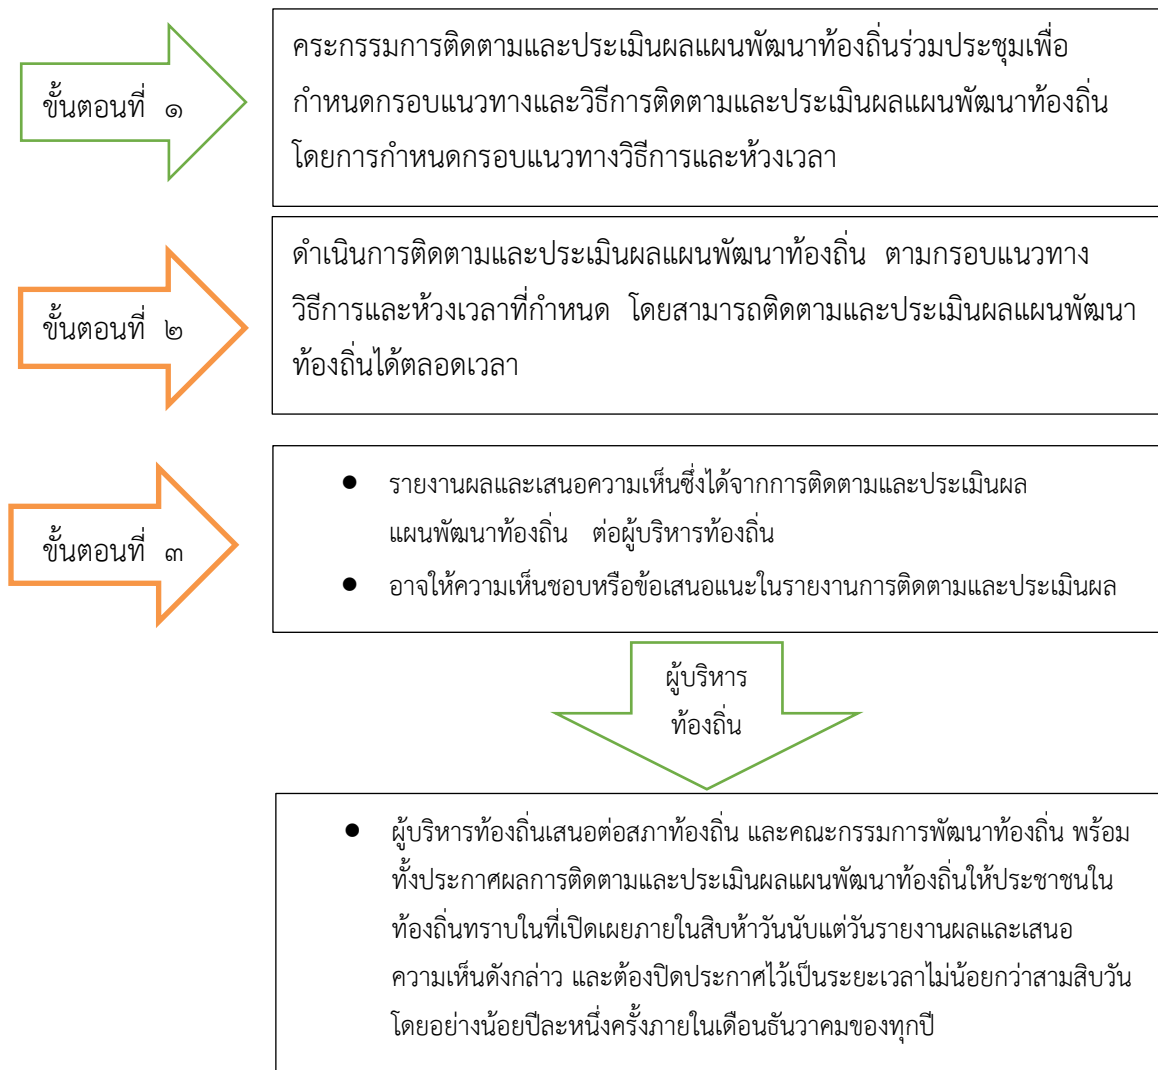 ขั้นตอนที่ ๑
คระกรรมการติดตามและประเมินผลแผนพัฒนาท้องถิ่นร่วมประชุมเพื่อ
กำหนดกรอบแนวทางและวิธีการติดตามและประเมินผลแผนพัฒนาท้องถิ่น
โดยการกำหนดกรอบแนวทางวิธีการและห้วงเวลา
ขั้นตอนที่ ๒
ดำเนินการติดตามและประเมินผลแผนพัฒนาท้องถิ่น ตามกรอบแนวทาง
วิธีการและห้วงเวลาที่กำหนด โดยสามารถติดตามและประเมินผลแผนพัฒนา
ท้องถิ่นได้ตลอดเวลา
ขั้นตอนที่ ๓
● รายงานผลและเสนอความเห็นซึ่งได้จากการติดตามและประเมินผล
แผนพัฒนาท้องถิ่น ต่อผู้บริหารท้องถิ่น
● อาจให้ความเห็นชอบหรือข้อเสนอแนะในรายงานการติดตามและประเมินผล
ผู้บริหาร
ท้องถิ่น
● ผู้บริหารท้องถิ่นเสนอต่อสภาท้องถิ่น และคณะกรรมการพัฒนาท้องถิ่น พร้อม
ทั้งประกาศผลการติดตามและประเมินผลแผนพัฒนาท้องถิ่นให้ประชาชนใน
ท้องถิ่นทราบในที่เปิดเผยภายในสิบห้าวันนับแต่วันรายงานผลและเสนอ
ความเห็นดังกล่าว และต้องปิดประกาศไว้เป็นระยะเวลาไม่น้อยกว่าสามสิบวัน
โดยอย่างน้อยปีละหนึ่งครั้งภายในเดือนธันวาคมของทุกปี